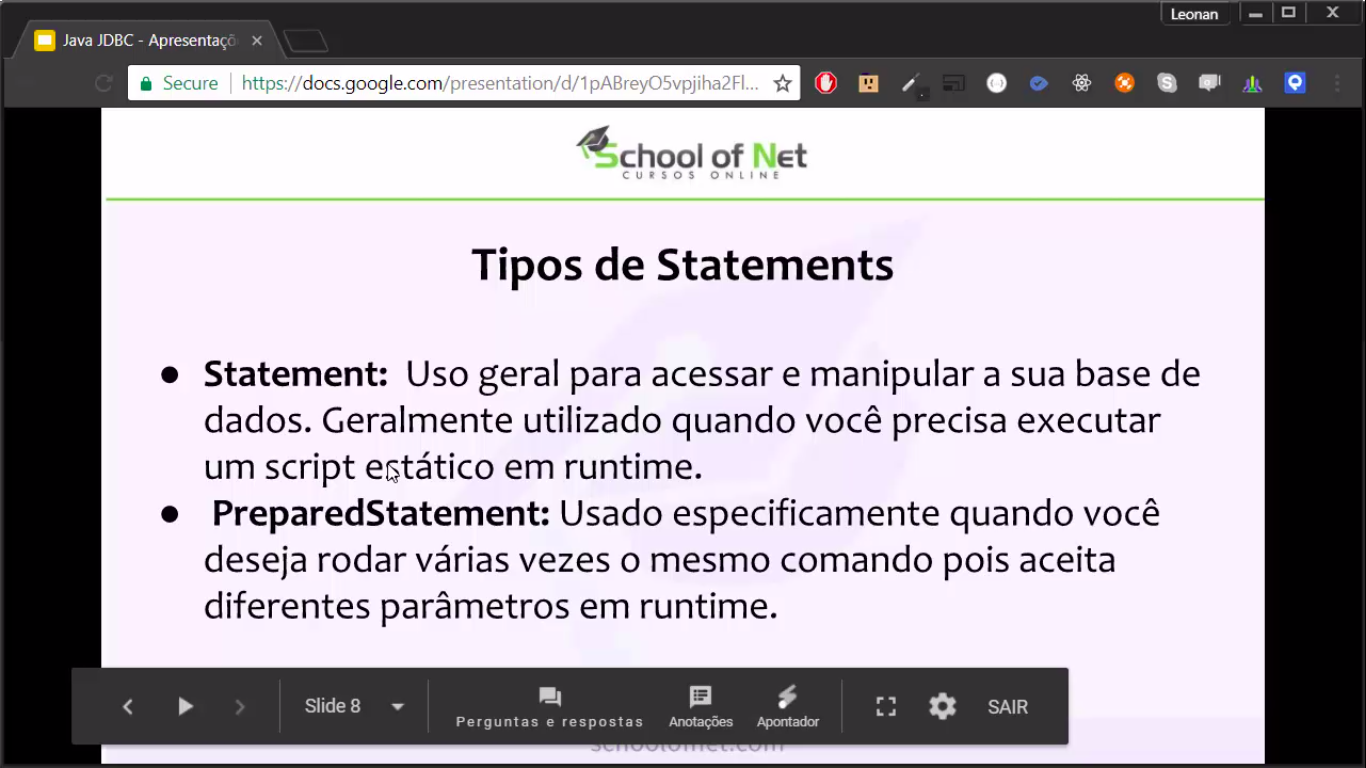 Leonan
Java JDBC - Apresentaçõ
Secure
https://docs.google.com/presentation/d/1pABreyO5vpjiha2Fl...
School of Net
CURSOS ONLINE
Tipos de Statements
● Statement: Uso geral para acessar e manipular a sua base de
dados. Geralmente utilizado quando você precisa executar
um script estático em runtime.
● PreparedStatement: Usado especificamente quando você
deseja rodar várias vezes o mesmo comando pois aceita
diferentes parâmetros em runtime.
Slide 8
Perguntas e respostas
Anotações
Apontador
SAIR
schoolofnet.com